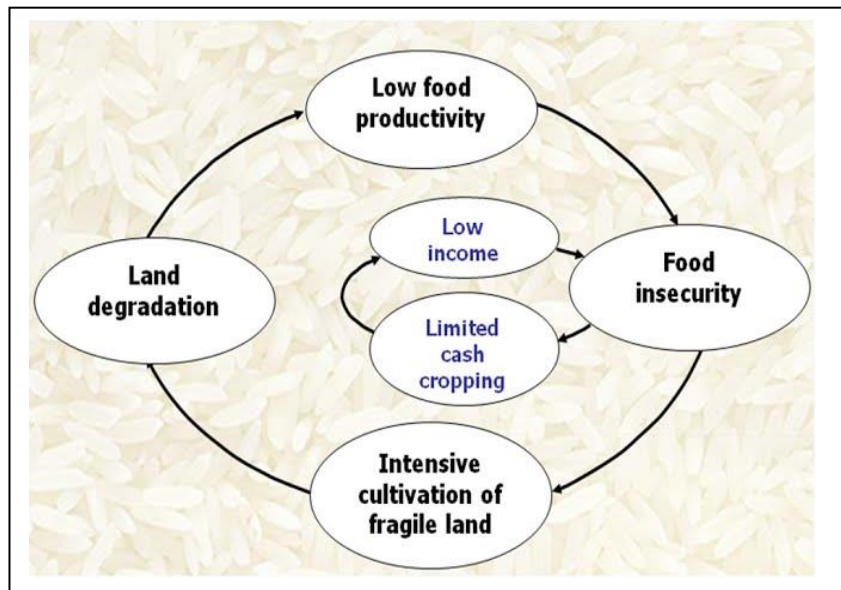 Low food
productivity
Low
income
Food
insecurity
Land
degradation
Limited
cash
cropping
Intensive
cultivation of
fragile land